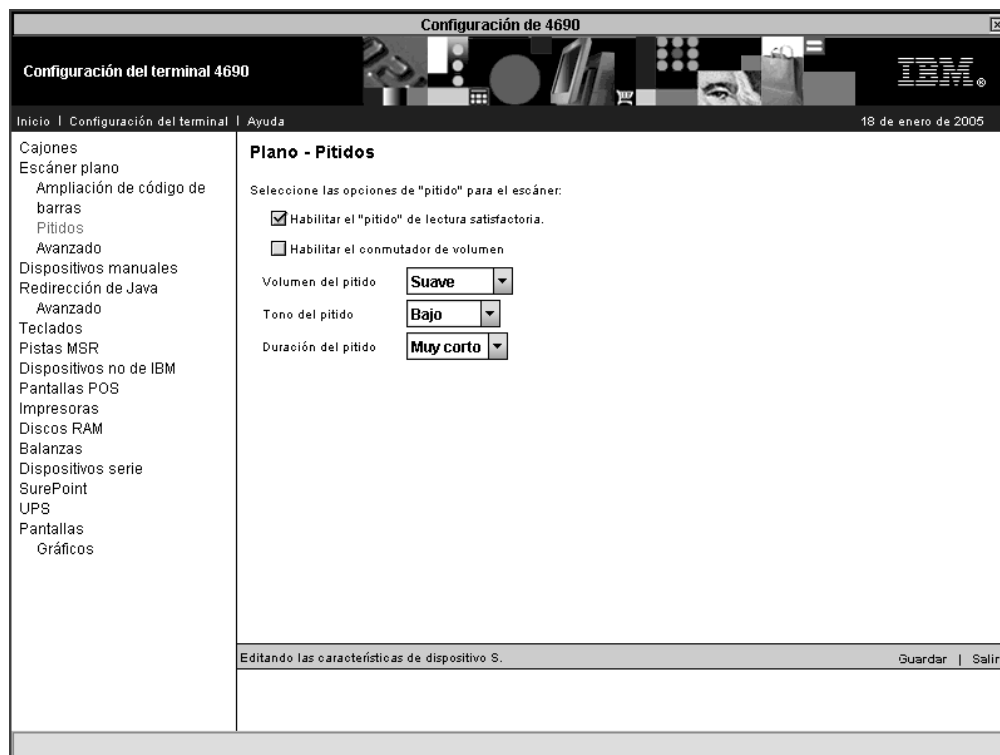 Configuración de 4690
Configuración del terminal 4690
IBM®
Inicio | Configuración del terminal | Ayuda
18 de enero de 2005
Cajones
Escáner plano
Ampliación de código de
barras
Pitidos
Avanzado
Dispositivos manuales
Redirección de Java
Avanzado
Teclados
Pistas MSR
Dispositivos no de IBM
Pantallas POS
Impresoras
Discos RAM
Balanzas
Dispositivos serie
SurePoint
UPS
Pantallas
Gráficos
Plano - Pitidos
Seleccione las opciones de "pitido" para el escáner:
Habilitar el "pitido" de lectura satisfactoria.
Habilitar el conmutador de volumen
Volumen del pitido Suave
Tono del pitido Bajo
Duración del pitido Muy corto
Editando las características de dispositivo S.
Guardar | Salir